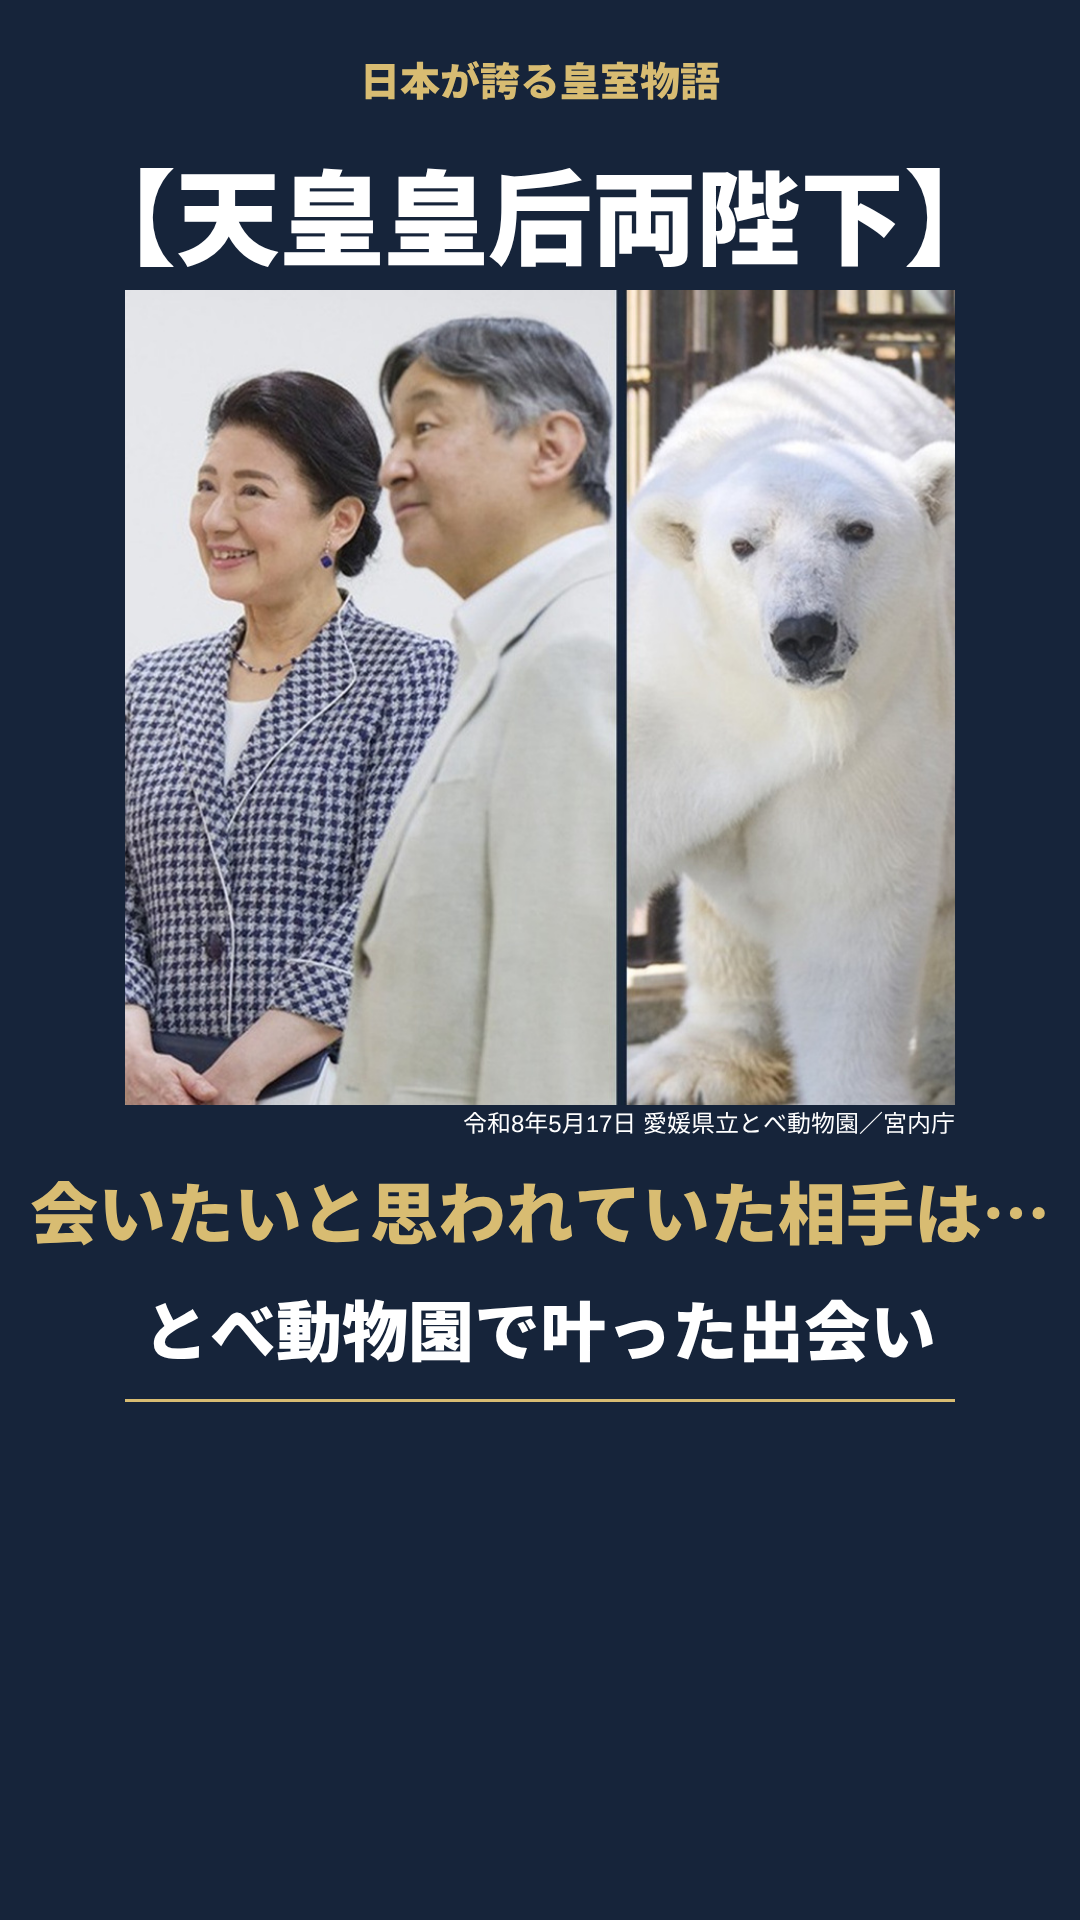 日本が誇る皇室物語
【天皇皇后両陛下】
令和8年5月17日 愛媛県立とべ動物園／宮内庁
会いたいと思われていた相手は…
とべ動物園で叶った出会い